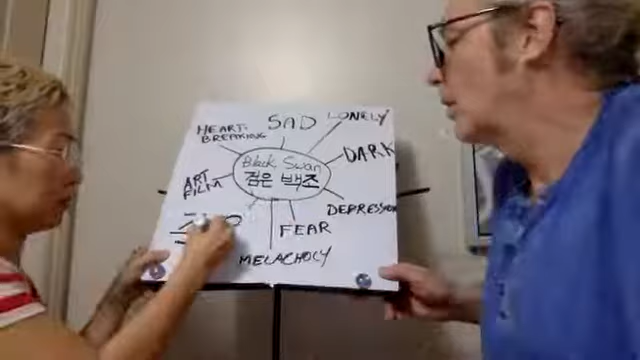 SAD
LONELY
HEART-
BREAKING
DARK
Black Swan
검은 백조
ART
FILM
DEPRESSION
FEAR
MELACHOLY